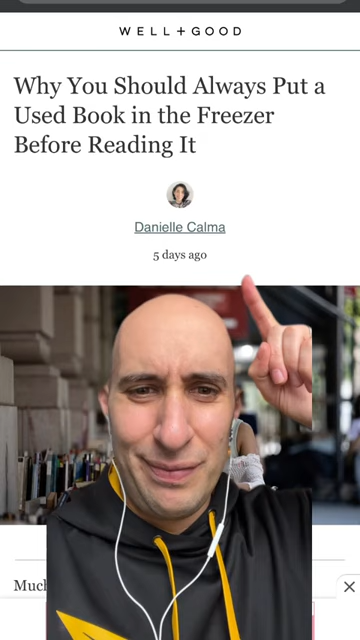 WELL+GOOD
Why You Should Always Put a
Used Book in the Freezer
Before Reading It
Danielle Calma
5 days ago
Much